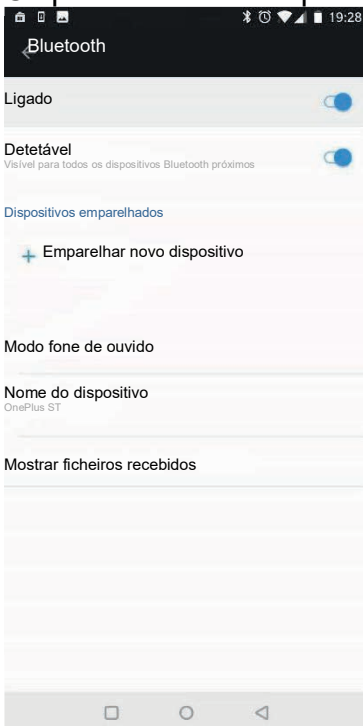 19:28
Bluetooth
Ligado
Detetável
Visível para todos os dispositivos Bluetooth próximos
Dispositivos emparelhados
Emparelhar novo dispositivo
Modo fone de ouvido
Nome do dispositivo
OnePlus ST
Mostrar ficheiros recebidos